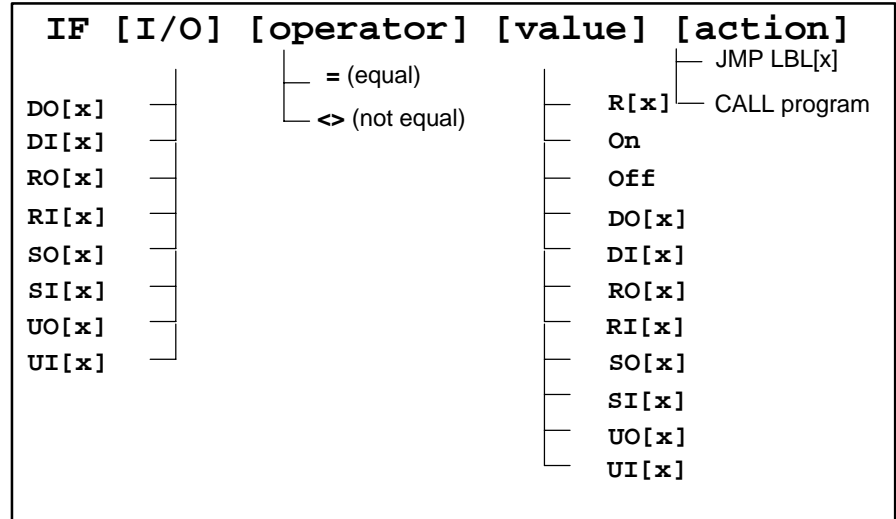 IF [I/O] [operator] [value] [action]
DO[x]
DI[x]
RO[x]
RI[x]
SO[x]
SI[x]
UO[x]
UI[x]
= (equal)
<> (not equal)
R[x]
On
Off
DO[x]
DI[x]
RO[x]
RI[x]
SO[x]
SI[x]
UO[x]
UI[x]
JMP LBL[x]
CALL program